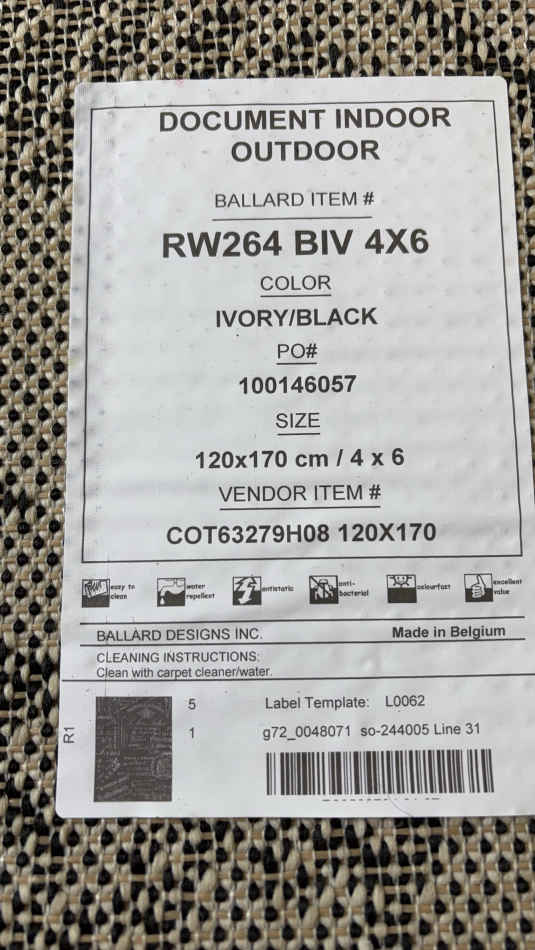 DOCUMENT INDOOR
OUTDOOR
BALLARD ITEM #
RW264 BIV 4X6
COLOR
IVORY/BLACK
PO#
100146057
SIZE
120x170 cm / 4 x 6
VENDOR ITEM #
COT63279H08 120X170
easy to clean
water repellent
antistatic
anti-bacterial
colourfast
excellent value
BALLARD DESIGNS INC.
Made in Belgium
CLEANING INSTRUCTIONS:
Clean with carpet cleaner/water.
R1
5
Label Template: L0062
1
g72_0048071 so-244005 Line 31